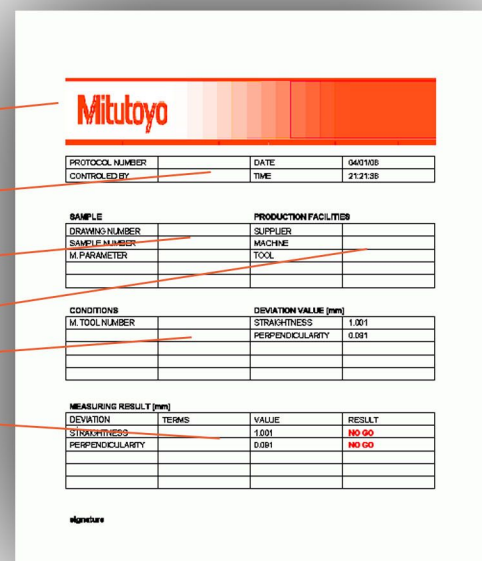 Mitutoyo
PROTOCOL NUMBER DATE 04/01/08
CONTROLED BY TIME 21:21:38
SAMPLE PRODUCTION FACILITIES
DRAWING NUMBER SUPPLIER
SAMPLE NUMBER MACHINE
M. PARAMETER TOOL
CONDITIONS DEVIATION VALUE [mm]
M. TOOL NUMBER STRAIGHTNESS 1.001
PERPENDICULARITY 0.091
MEASURING RESULT [mm]
DEVIATION TERMS VALUE RESULT
STRAIGHTNESS 1.001 NO GO
PERPENDICULARITY 0.091 NO GO
signature